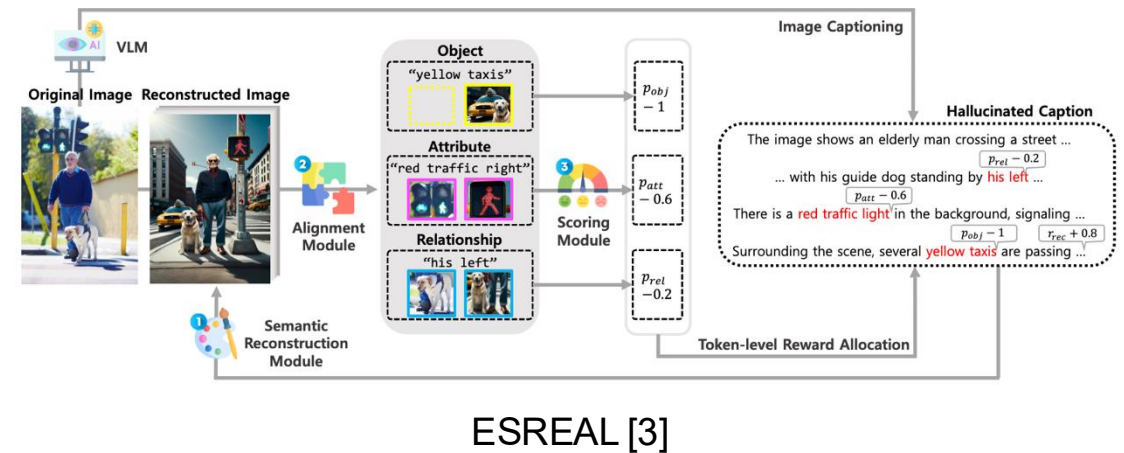 AI
VLM
Original Image
Reconstructed Image
1
Semantic
Reconstruction
Module
2
Alignment
Module
Object
“yellow taxis”
Attribute
“red traffic right”
Relationship
“his left”
3
Scoring
Module
p_obj
− 1
p_att
− 0.6
p_rel
−0.2
Image Captioning
Hallucinated Caption
The image shows an elderly man crossing a street ...
p_rel − 0.2
... with his guide dog standing by his left ...
p_att − 0.6
There is a red traffic light in the background, signaling ...
p_obj − 1
r_rec + 0.8
Surrounding the scene, several yellow taxis are passing ...
Token-level Reward Allocation
ESREAL [3]